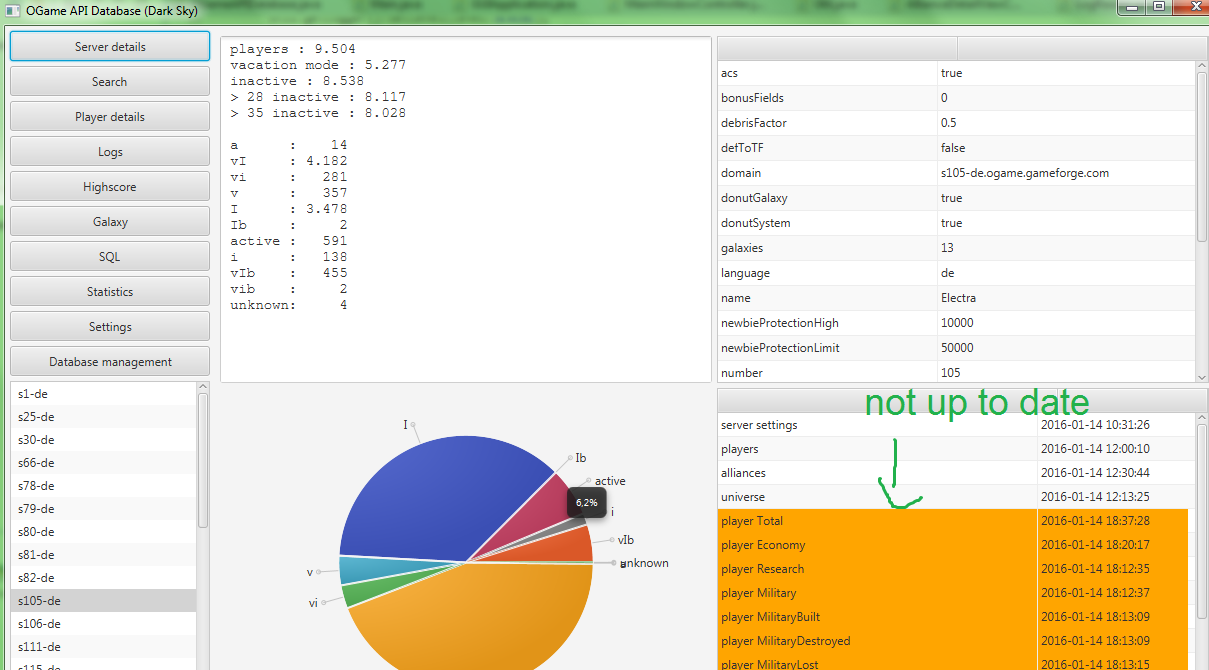 OGame API Database (Dark Sky)
Server details
Search
Player details
Logs
Highscore
Galaxy
SQL
Statistics
Settings
Database management
s1-de
s25-de
s30-de
s66-de
s78-de
s79-de
s80-de
s81-de
s82-de
s105-de
s106-de
s111-de
s115-de
players : 9.504
vacation mode : 5.277
inactive : 8.538
> 28 inactive : 8.117
> 35 inactive : 8.028
a : 14
vI : 4.182
vi : 281
v : 357
I : 3.478
Ib : 2
active : 591
i : 138
vIb : 455
vib : 2
unknown: 4
I
Ib
active
6,2%
i
vIb
unknown
v
vi
acs true
bonusFields 0
debrisFactor 0.5
defToTF false
domain s105-de.ogame.gameforge.com
donutGalaxy true
donutSystem true
galaxies 13
language de
name Electra
newbieProtectionHigh 10000
newbieProtectionLimit 50000
number 105
not up to date
server settings 2016-01-14 10:31:26
players 2016-01-14 12:00:10
alliances 2016-01-14 12:30:44
universe 2016-01-14 12:13:25
player Total 2016-01-14 18:37:28
player Economy 2016-01-14 18:20:17
player Research 2016-01-14 18:12:35
player Military 2016-01-14 18:12:37
player MilitaryBuilt 2016-01-14 18:13:09
player MilitaryDestroyed 2016-01-14 18:13:09
player MilitaryLost 2016-01-14 18:13:15